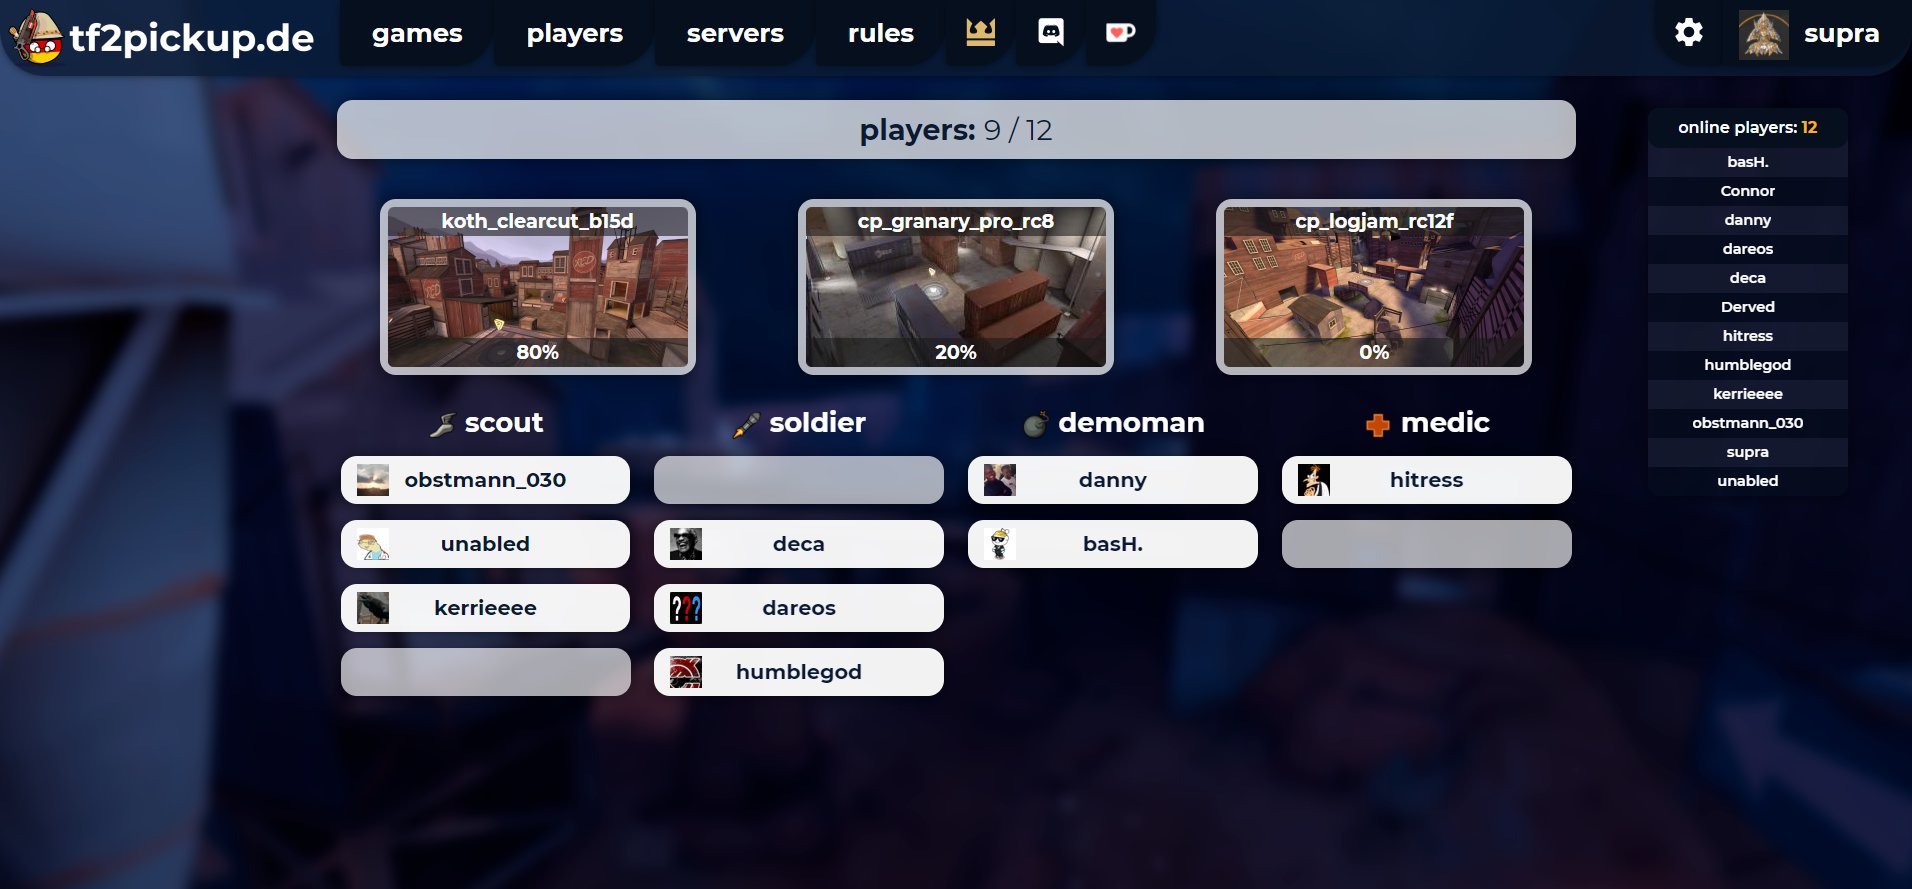 tf2pickup.de
games
players
servers
rules
supra
players: 9 / 12
koth_clearcut_b15d
80%
cp_granary_pro_rc8
20%
cp_logjam_rc12f
0%
scout
obstmann_030
unabled
kerrieeee
soldier
deca
???
dareos
humblegod
demoman
danny
basH.
medic
hitress
online players: 12
basH.
Connor
danny
dareos
deca
Derved
hitress
humblegod
kerrieeee
obstmann_030
supra
unabled